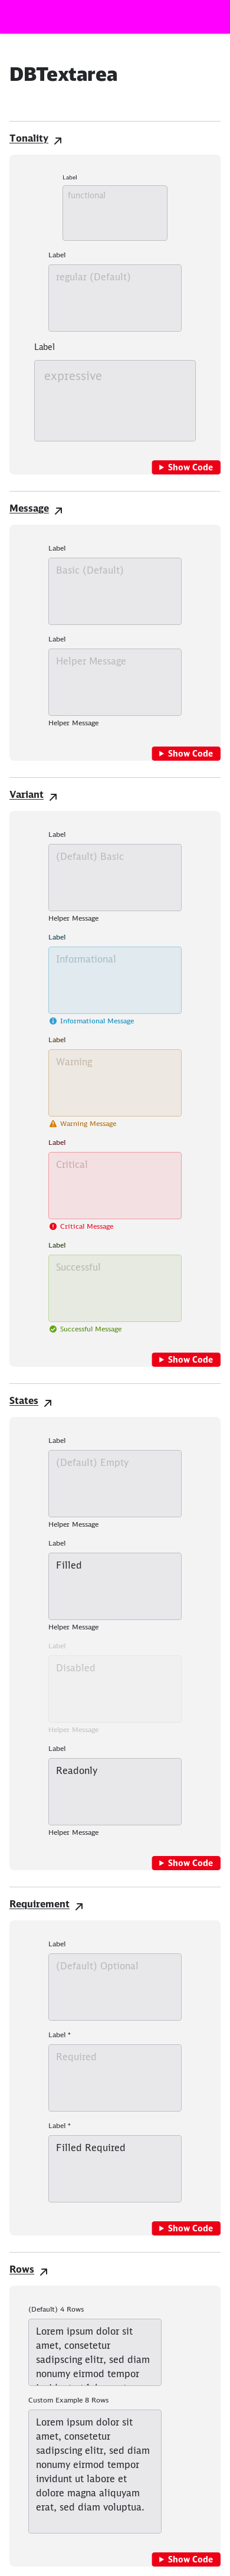 DBTextarea
Tonality
Label
functional
Label
regular (Default)
Label
expressive
Show Code
Message
Label
Basic (Default)
Label
Helper Message
Helper Message
Show Code
Variant
Label
(Default) Basic
Helper Message
Label
Informational
Informational Message
Label
Warning
Warning Message
Label
Critical
Critical Message
Label
Successful
Successful Message
Show Code
States
Label
(Default) Empty
Helper Message
Label
Filled
Helper Message
Label
Disabled
Helper Message
Label
Readonly
Helper Message
Show Code
Requirement
Label
(Default) Optional
Label *
Required
Label *
Filled Required
Show Code
Rows
(Default) 4 Rows
Lorem ipsum dolor sit
amet, consetetur
sadipscing elitr, sed diam
nonumy eirmod tempor
Custom Example 8 Rows
Lorem ipsum dolor sit
amet, consetetur
sadipscing elitr, sed diam
nonumy eirmod tempor
invidunt ut labore et
dolore magna aliquyam
erat, sed diam voluptua.
Show Code